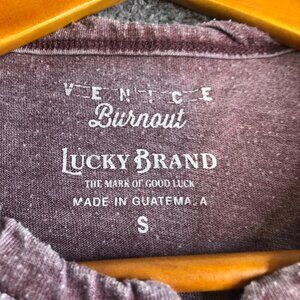 VENICE
Burnout
LUCKY BRAND
THE MARK OF GOOD LUCK
MADE IN GUATEMALA
S